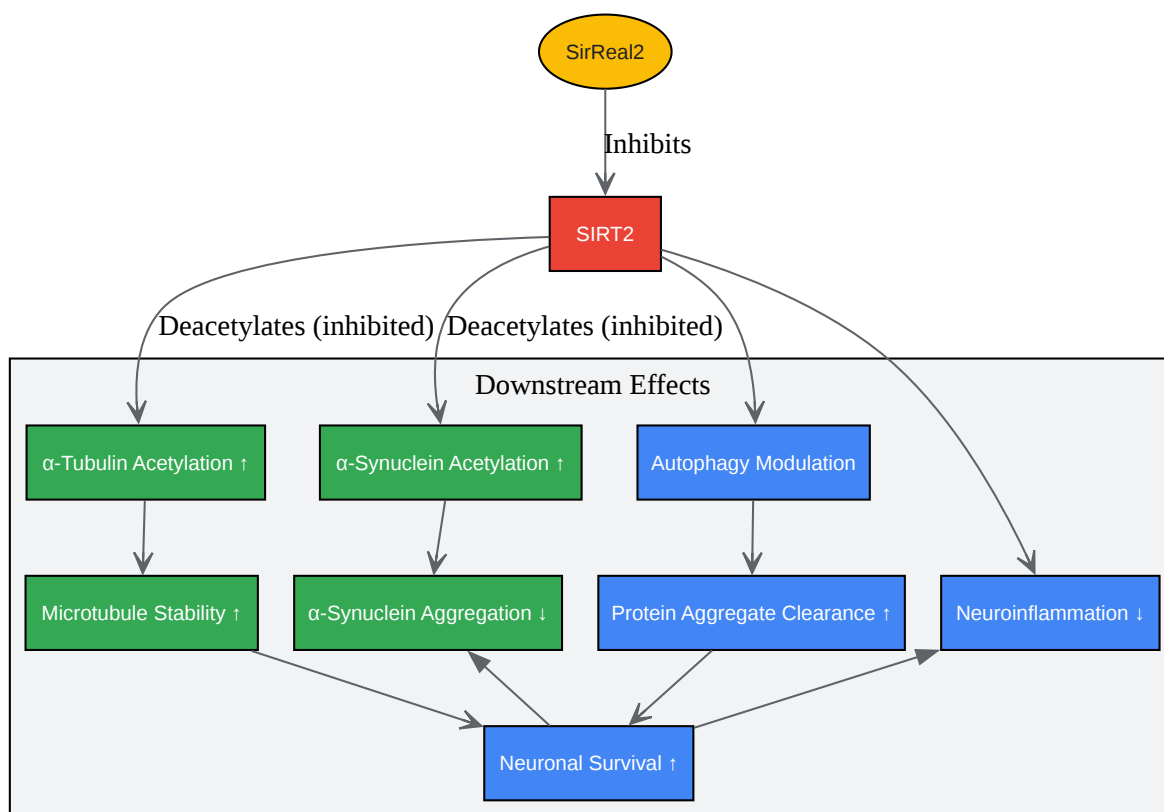 SirReal2
Inhibits
SIRT2
Deacetylates (inhibited)
Deacetylates (inhibited)
Downstream Effects
α-Tubulin Acetylation ↑
α-Synuclein Acetylation ↑
Autophagy Modulation
Microtubule Stability ↑
α-Synuclein Aggregation ↓
Protein Aggregate Clearance ↑
Neuroinflammation ↓
Neuronal Survival ↑